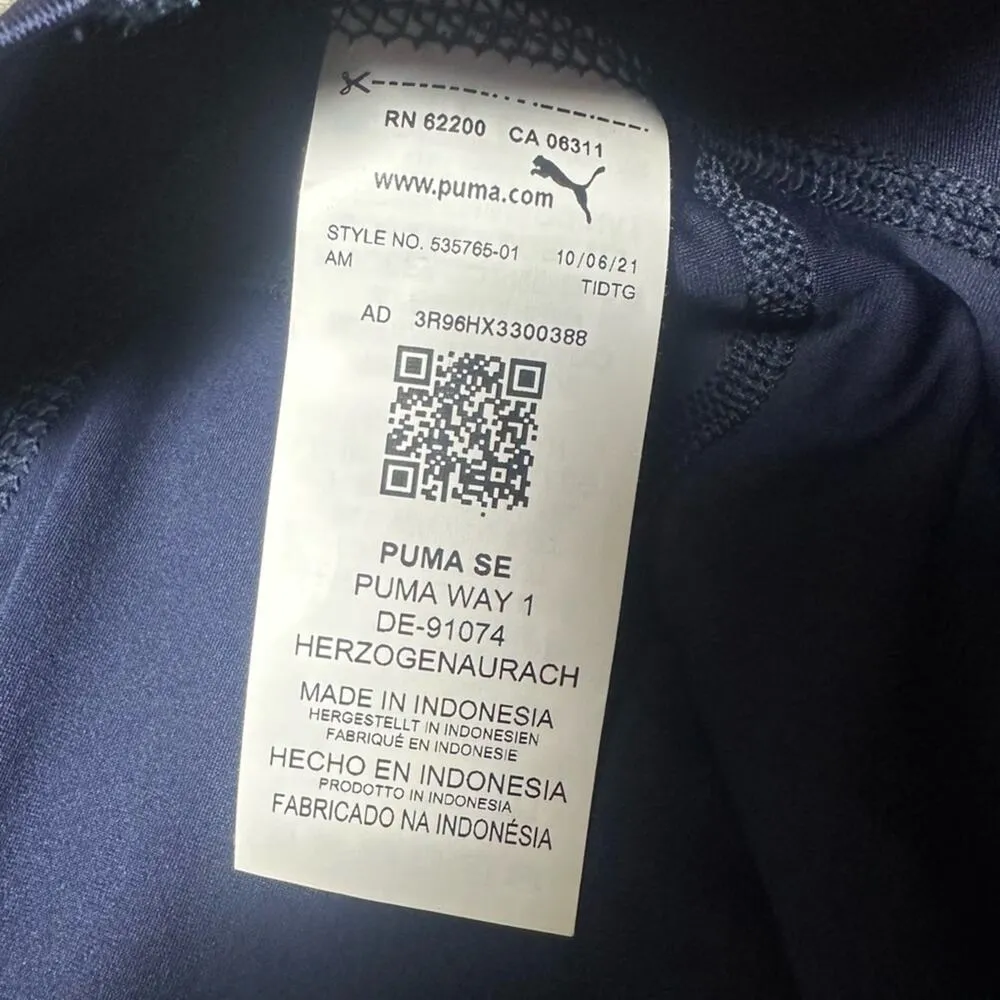 RN 62200 CA 06311
www.puma.com
STYLE NO. 535765-01 10/06/21
AM TIDTG
AD 3R96HX3300388
PUMA SE
PUMA WAY 1
DE-91074
HERZOGENAURACH
MADE IN INDONESIA
HERGESTELLT IN INDONESIEN
FABRIQUÉ EN INDONESIE
HECHO EN INDONESIA
PRODOTTO IN INDONESIA
FABRICADO NA INDONÉSIA